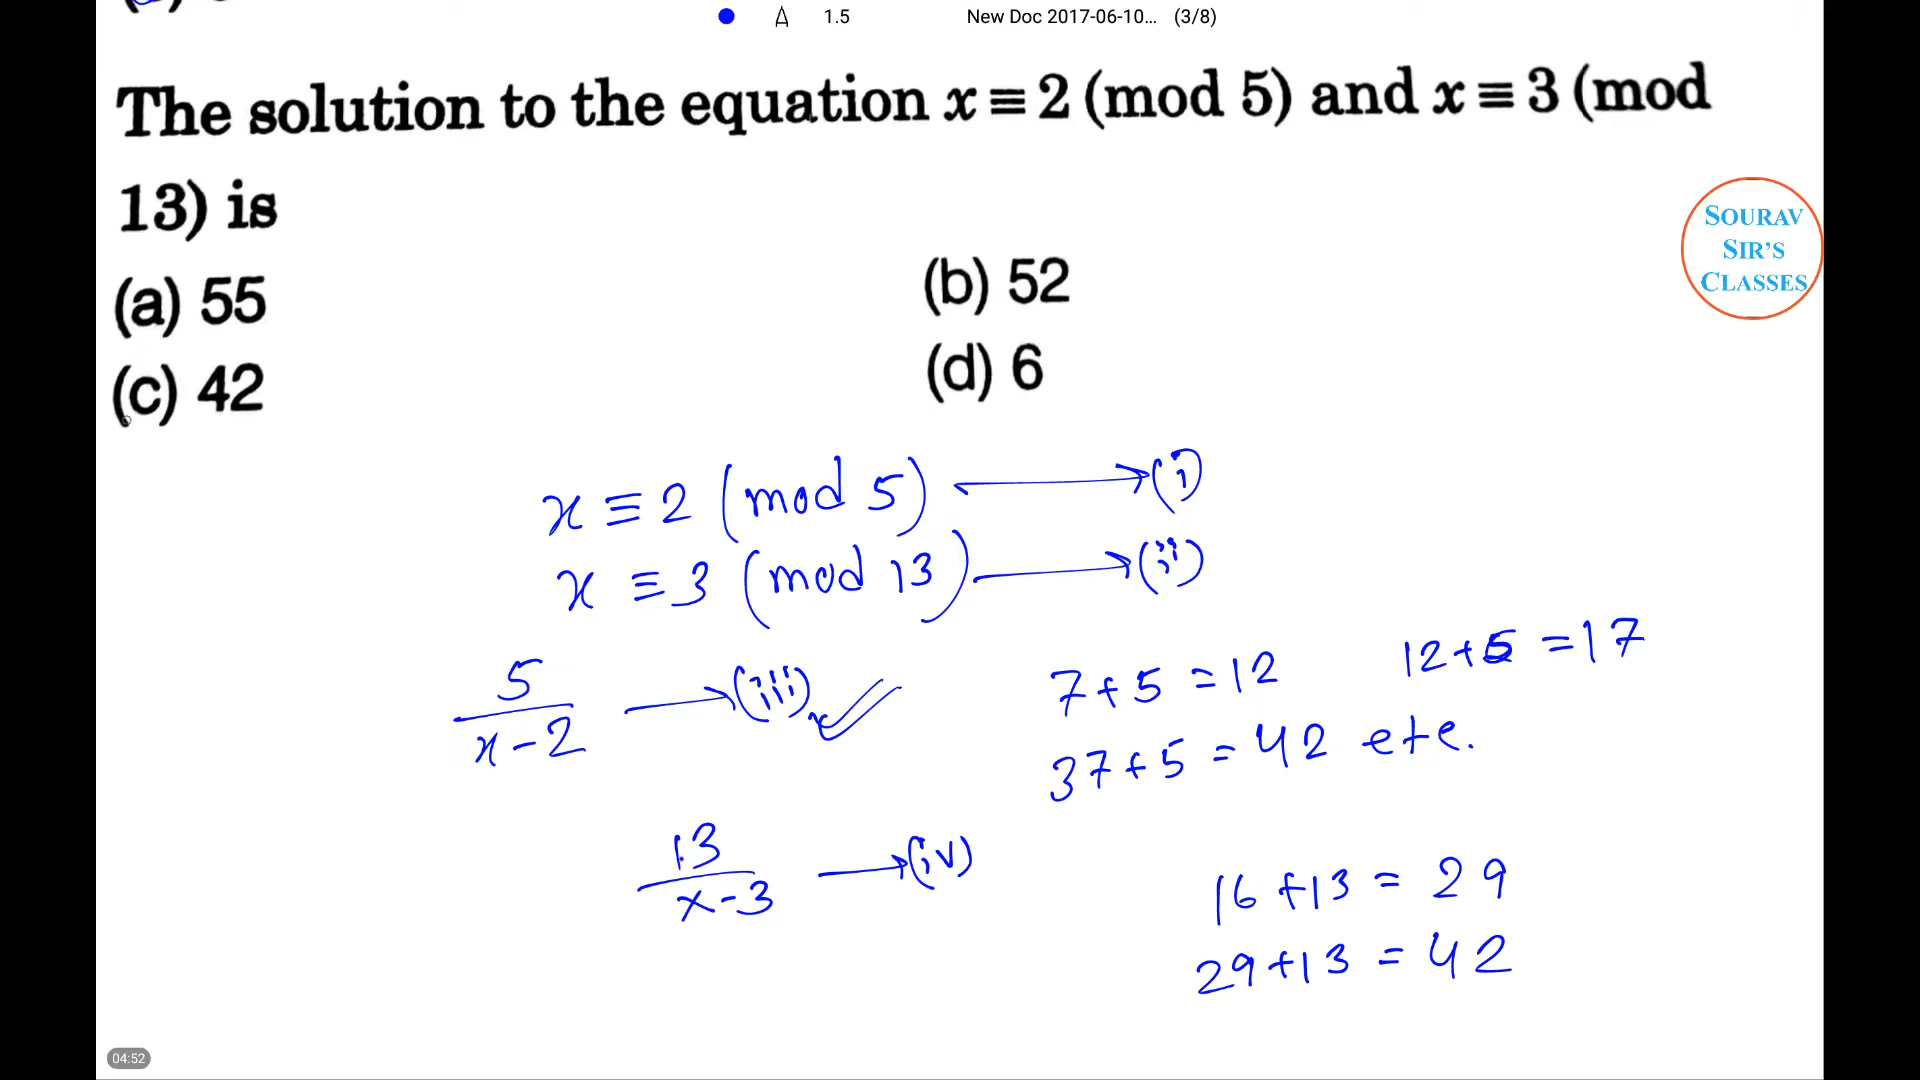 A 1.5 New Doc 2017-06-10... (3/8)
The solution to the equation x ≡ 2 (mod 5) and x ≡ 3 (mod
13) is
SOURAV
SIR'S
CLASSES
(a) 55 (b) 52
(c) 42 (d) 6
x ≡ 2 (mod 5) → (i)
x ≡ 3 (mod 13) → (ii)
5/x-2 → (iii)
7+5 = 12 12+5 = 17
37+5 = 42 etc.
13/x-3 → (iv)
16+13 = 29
29+13 = 42
04:52